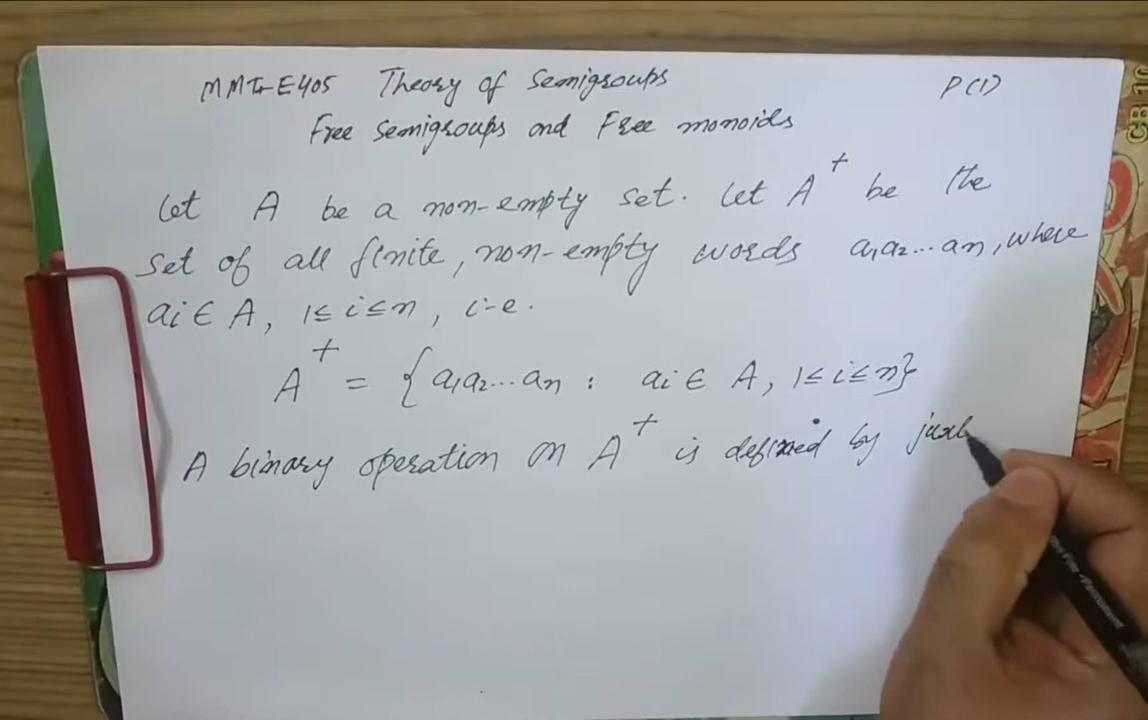 MMT-E405 Theory of Semigroups P(1)
Free Semigroups and Free monoids
Let A be a non-empty set. Let A⁺ be the
set of all finite, non-empty words a₁a₂...aₙ, where
aᵢ ∈ A, 1≤i≤n, i-e.
A⁺ = {a₁a₂...aₙ : aᵢ ∈ A, 1≤i≤n}
A binary operation on A⁺ is defined by jux